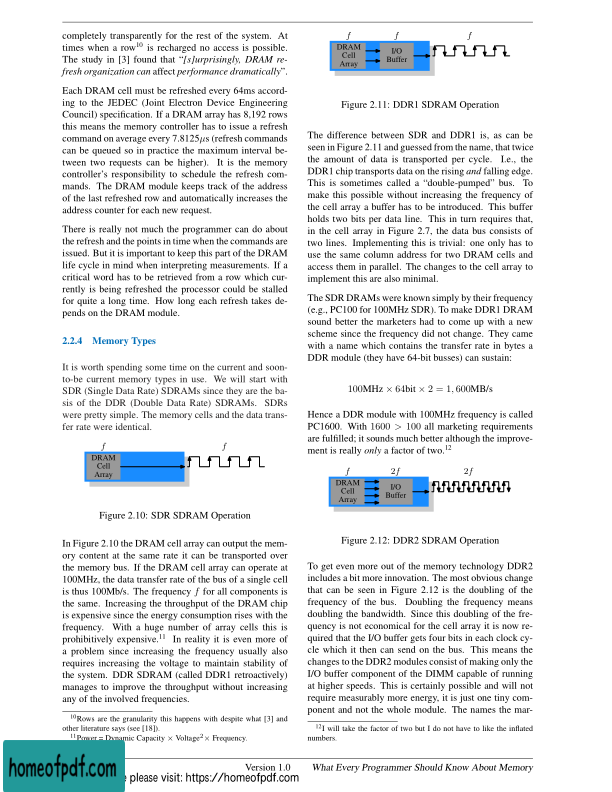 completely transparently for the rest of the system. At
times when a row10 is recharged no access is possible.
The study in [3] found that “[s]urprisingly, DRAM re-
fresh organization can affect performance dramatically”.
Each DRAM cell must be refreshed every 64ms accord-
ing to the JEDEC (Joint Electron Device Engineering
Council) specification. If a DRAM array has 8,192 rows
this means the memory controller has to issue a refresh
command on average every 7.8125µs (refresh commands
can be queued so in practice the maximum interval be-
tween two requests can be higher). It is the memory
controller’s responsibility to schedule the refresh com-
mands. The DRAM module keeps track of the address
of the last refreshed row and automatically increases the
address counter for each new request.
There is really not much the programmer can do about
the refresh and the points in time when the commands are
issued. But it is important to keep this part of the DRAM
life cycle in mind when interpreting measurements. If a
critical word has to be retrieved from a row which cur-
rently is being refreshed the processor could be stalled
for quite a long time. How long each refresh takes de-
pends on the DRAM module.
2.2.4 Memory Types
It is worth spending some time on the current and soon-
to-be current memory types in use. We will start with
SDR (Single Data Rate) SDRAMs since they are the ba-
sis of the DDR (Double Data Rate) SDRAMs. SDRs
were pretty simple. The memory cells and the data trans-
fer rate were identical.
f f
DRAM
Cell
Array
Figure 2.10: SDR SDRAM Operation
In Figure 2.10 the DRAM cell array can output the mem-
ory content at the same rate it can be transported over
the memory bus. If the DRAM cell array can operate at
100MHz, the data transfer rate of the bus of a single cell
is thus 100Mb/s. The frequency f for all components is
the same. Increasing the throughput of the DRAM chip
is expensive since the energy consumption rises with the
frequency. With a huge number of array cells this is
prohibitively expensive.11 In reality it is even more of
a problem since increasing the frequency usually also
requires increasing the voltage to maintain stability of
the system. DDR SDRAM (called DDR1 retroactively)
manages to improve the throughput without increasing
any of the involved frequencies.
10Rows are the granularity this happens with despite what [3] and
other literature says (see [18]).
11Power = Dynamic Capacity × Voltage2 × Frequency.
f f f
DRAM
Cell
Array
I/O
Buffer
Figure 2.11: DDR1 SDRAM Operation
The difference between SDR and DDR1 is, as can be
seen in Figure 2.11 and guessed from the name, that twice
the amount of data is transported per cycle. I.e., the
DDR1 chip transports data on the rising and falling edge.
This is sometimes called a “double-pumped” bus. To
make this possible without increasing the frequency of
the cell array a buffer has to be introduced. This buffer
holds two bits per data line. This in turn requires that,
in the cell array in Figure 2.7, the data bus consists of
two lines. Implementing this is trivial: one only has to
use the same column address for two DRAM cells and
access them in parallel. The changes to the cell array to
implement this are also minimal.
The SDR DRAMs were known simply by their frequency
(e.g., PC100 for 100MHz SDR). To make DDR1 DRAM
sound better the marketers had to come up with a new
scheme since the frequency did not change. They came
with a name which contains the transfer rate in bytes a
DDR module (they have 64-bit busses) can sustain:
100MHz × 64bit × 2 = 1, 600MB/s
Hence a DDR module with 100MHz frequency is called
PC1600. With 1600 > 100 all marketing requirements
are fulfilled; it sounds much better although the improve-
ment is really only a factor of two.12
f 2f 2f
DRAM
Cell
Array
I/O
Buffer
Figure 2.12: DDR2 SDRAM Operation
To get even more out of the memory technology DDR2
includes a bit more innovation. The most obvious change
that can be seen in Figure 2.12 is the doubling of the
frequency of the bus. Doubling the frequency means
doubling the bandwidth. Since this doubling of the fre-
quency is not economical for the cell array it is now re-
quired that the I/O buffer gets four bits in each clock cy-
cle which it then can send on the bus. This means the
changes to the DDR2 modules consist of making only the
I/O buffer component of the DIMM capable of running
at higher speeds. This is certainly possible and will not
require measurably more energy, it is just one tiny com-
ponent and not the whole module. The names the mar-
12I will take the factor of two but I do not have to like the inflated
numbers.
Version 1.0 What Every Programmer Should Know About Memory
homeofpdf.com
e please visit: https://homeofpdf.com